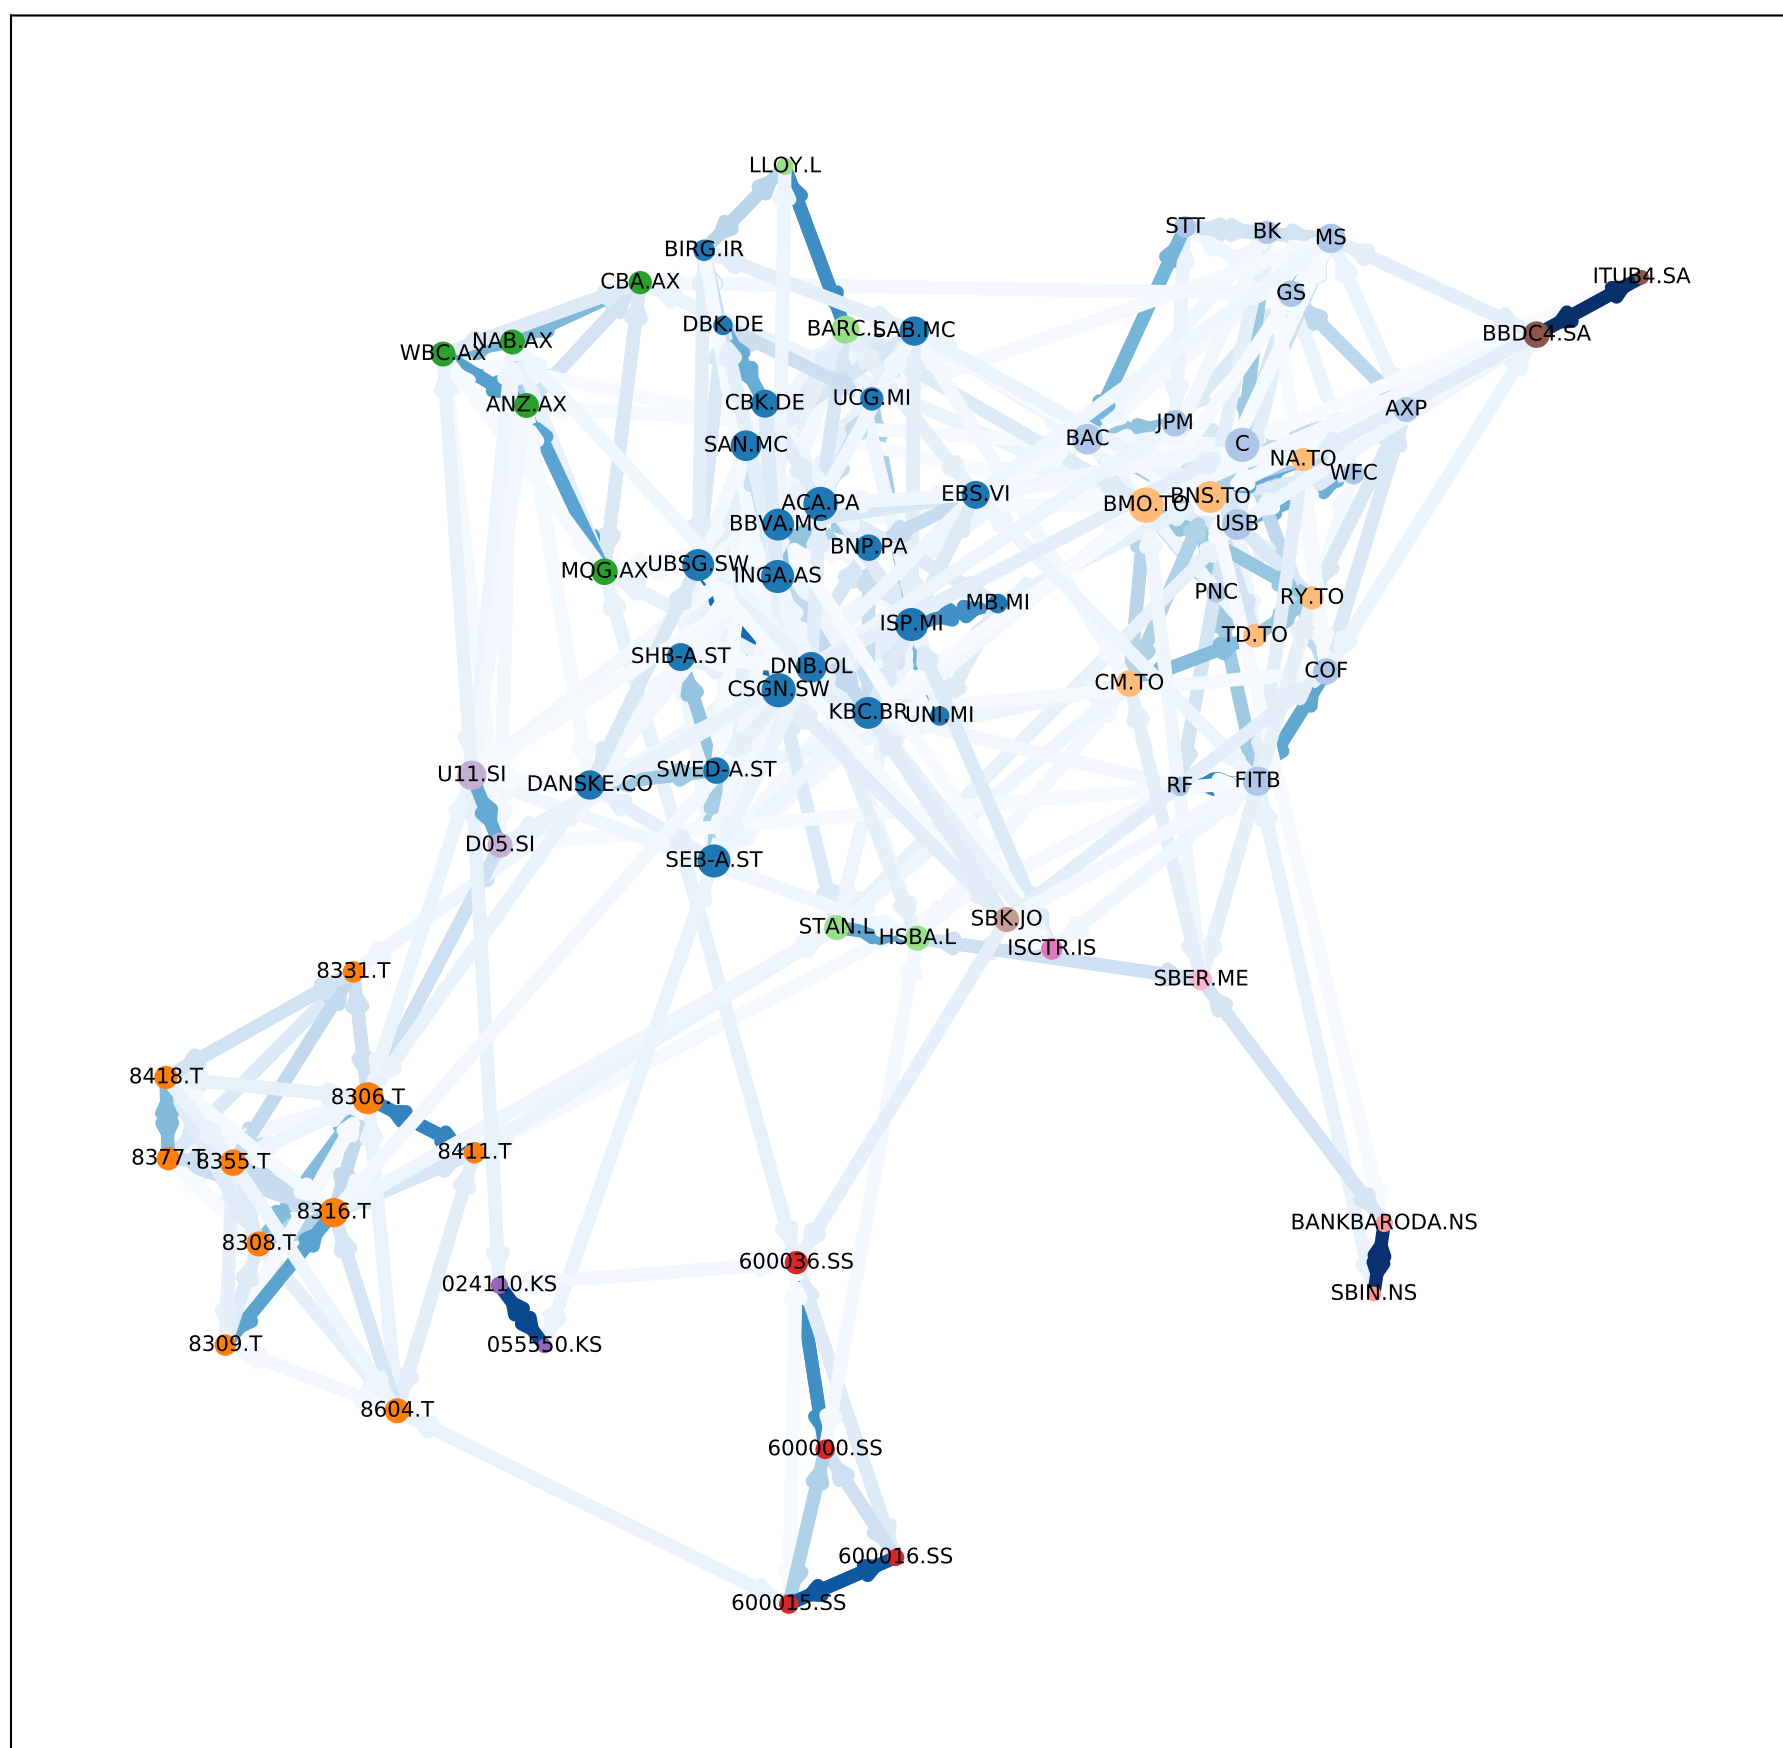 LLOY.L
STT
BK
MS
BIRG.IR
CBA.AX
ITUB4.SA
GS
DBK.DE
BARC.L
SAB.MC
BBDC4.SA
NAB.AX
WBC.AX
UCG.MI
CBK.DE
ANZ.AX
AXP
JPM
BAC
C
SAN.MC
NA.TO
WFC
EBS.VI
BNS.TO
ACA.PA
BMO.TO
BBVA.MC
USB
BNP.PA
UBSG.SW
MQG.AX
INGA.AS
PNC
RY.TO
MB.MI
ISP.MI
TD.TO
SHB-A.ST
DNB.OL
COF
CM.TO
CSGN.SW
KBC.BR
UNI.MI
SWED-A.ST
U11.SI
DANSKE.CO
RF
FITB
D05.SI
SEB-A.ST
SBK.JO
STAN.L
HSBA.L
ISCTR.IS
8331.T
SBER.ME
8418.T
8306.T
8411.T
8377.T
8355.T
8316.T
BANKBARODA.NS
8308.T
600036.SS
024110.KS
SBIN.NS
8309.T
055550.KS
8604.T
600000.SS
600016.SS
600015.SS